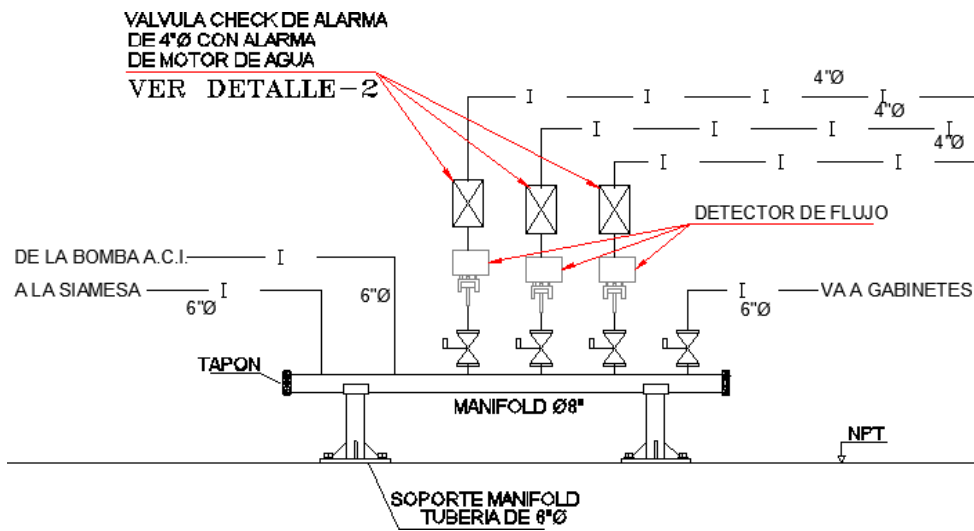 VALVULA CHECK DE ALARMA
DE 4"Ø CON ALARMA
DE MOTOR DE AGUA
VER DETALLE-2
4"Ø
4"Ø
4"Ø
DETECTOR DE FLUJO
DE LA BOMBA A.C.I.
A LA SIAMESA
6"Ø
6"Ø
6"Ø
VA A GABINETES
TAPON
MANIFOLD Ø8"
NPT
SOPORTE MANIFOLD
TUBERIA DE 6"Ø